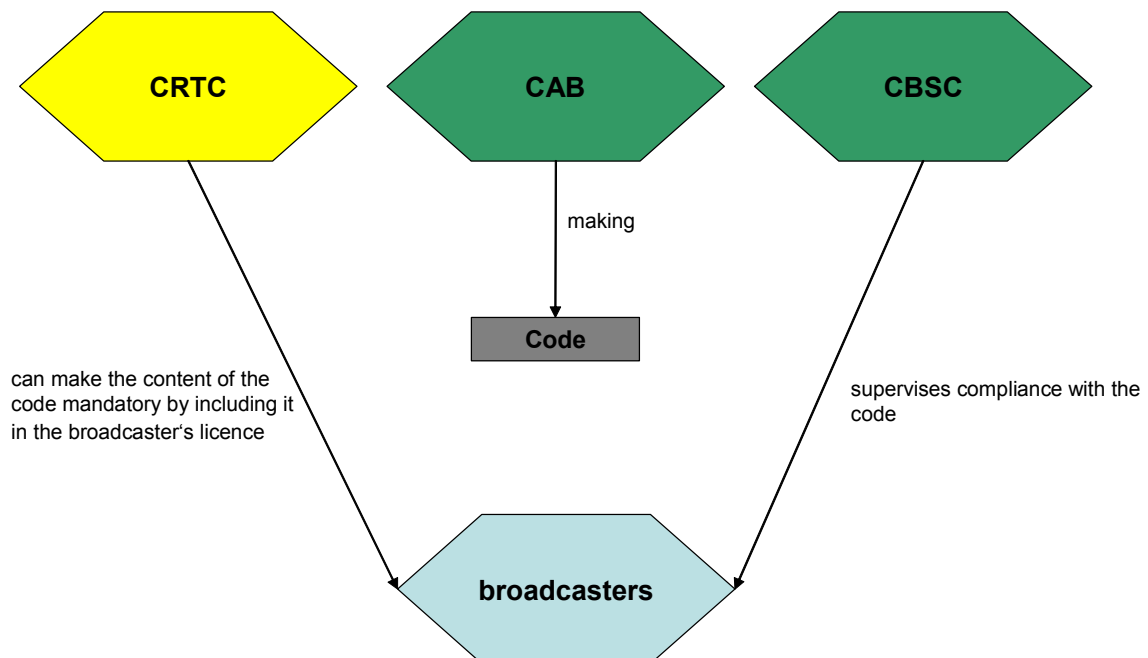 CRTC
CAB
CBSC
making
Code
can make the content of the
code mandatory by including it
in the broadcaster‘s licence
supervises compliance with the
code
broadcasters